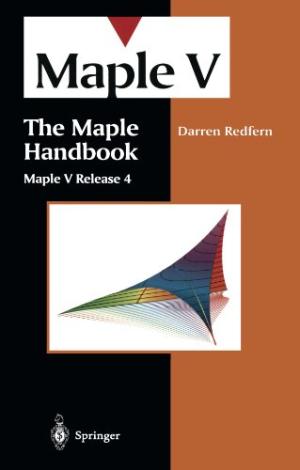 Maple V
The Maple
Handbook
Maple V Release 4
Darren Redfern
Springer